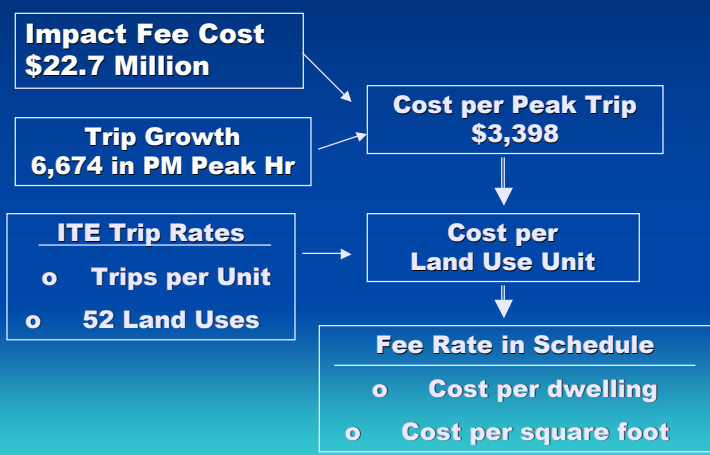 Impact Fee Cost
$22.7 Million
Cost per Peak Trip
$3,398
Trip Growth
6,674 in PM Peak Hr
ITE Trip Rates
o Trips per Unit
o 52 Land Uses
Cost per
Land Use Unit
Fee Rate in Schedule
o Cost per dwelling
o Cost per square foot